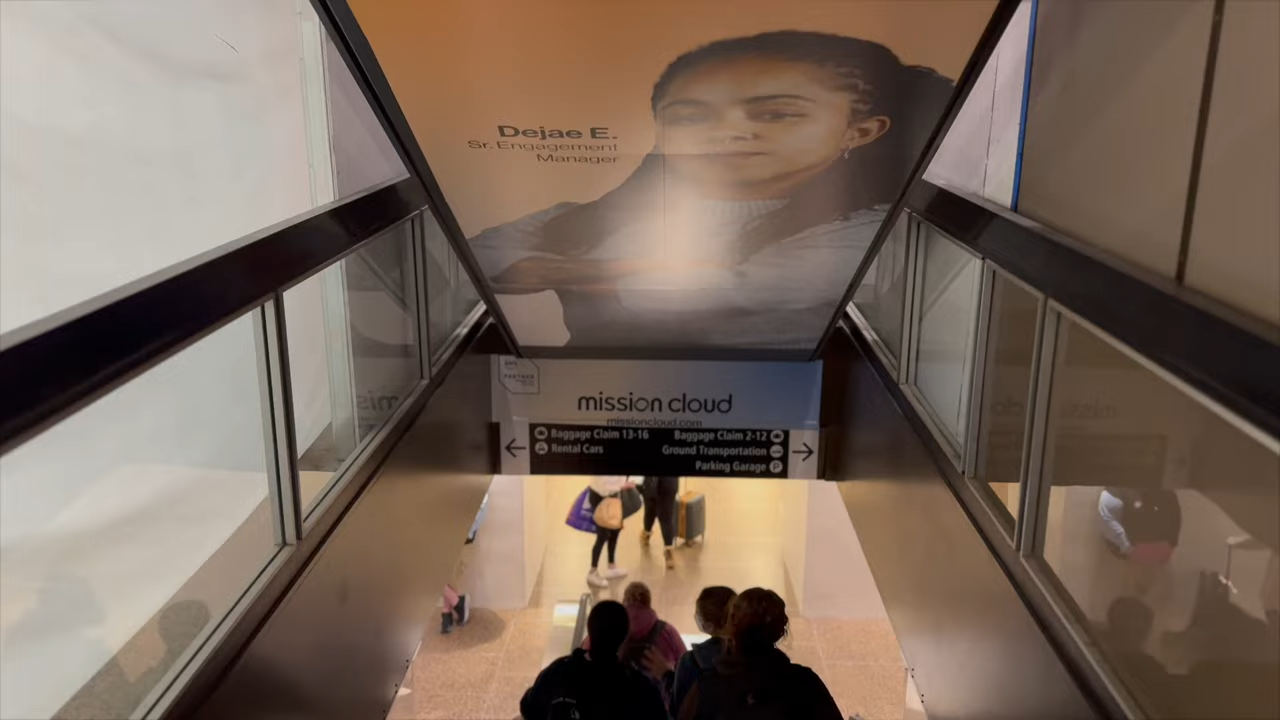 Dejae E.
Sr. Engagement
Manager
mission cloud
missioncloud.com
← Baggage Claim 13-16
Rental Cars
Baggage Claim 2-12 →
Ground Transportation
Parking Garage P